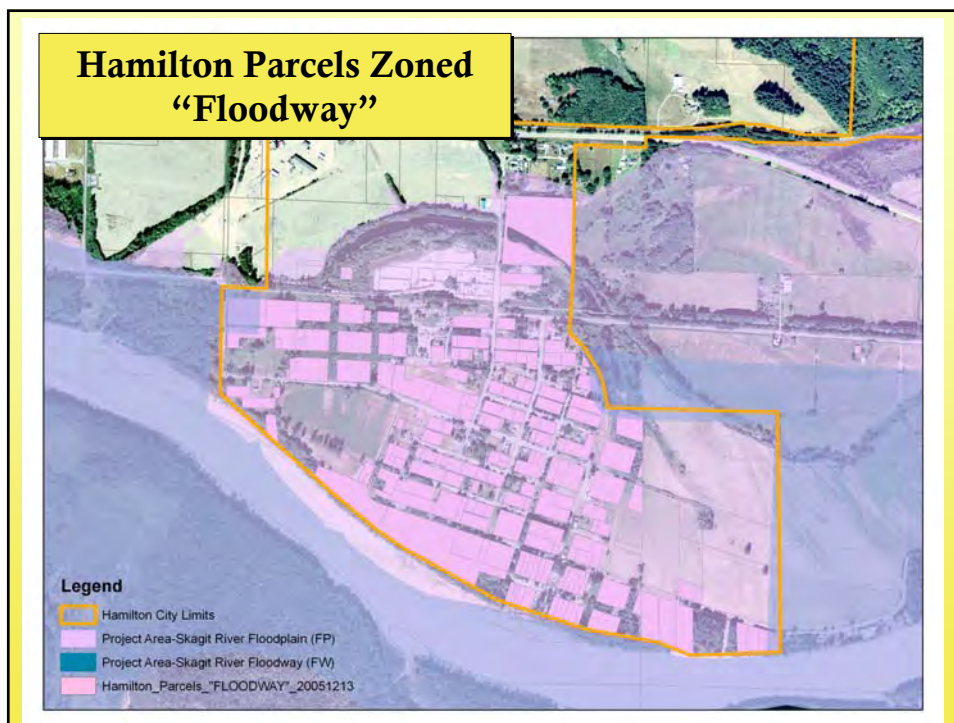 Hamilton Parcels Zoned
“Floodway”
Legend
Hamilton City Limits
Project Area-Skagit River Floodplain (FP)
Project Area-Skagit River Floodway (FW)
Hamilton_Parcels_"FLOODWAY"_20051213